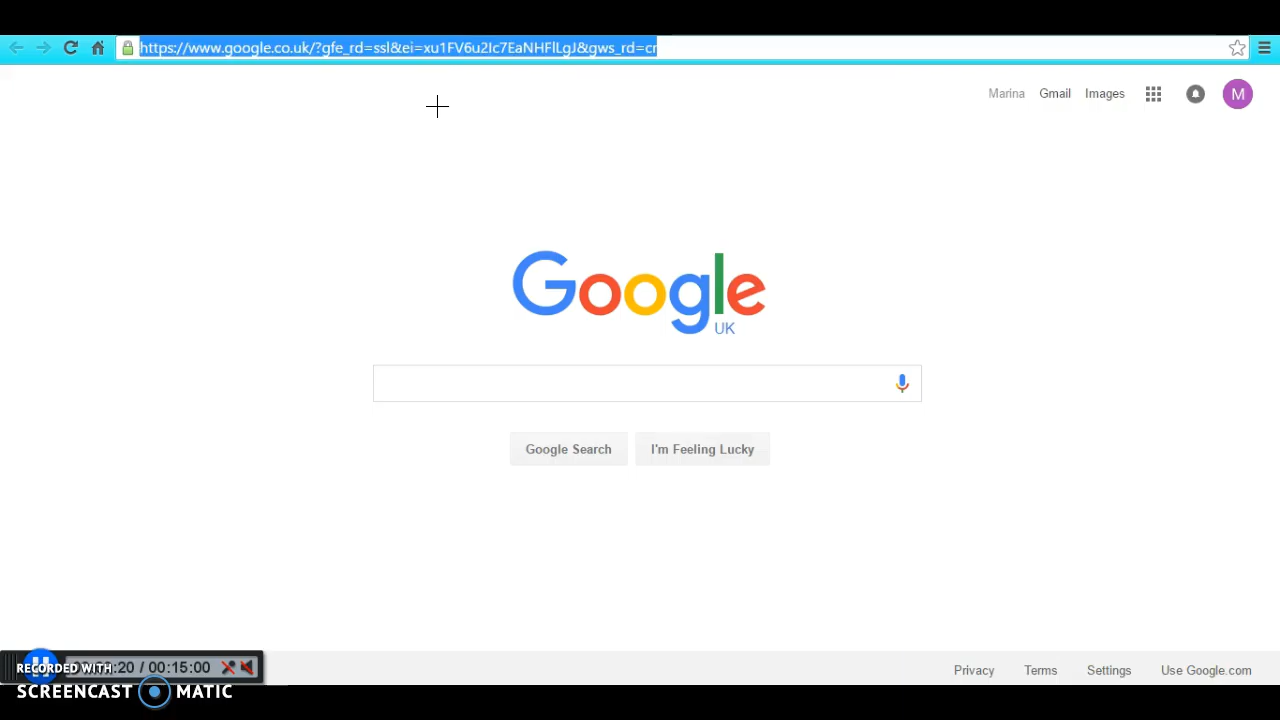 https://www.google.co.uk/?gfe_rd=ssl&ei=xu1FV6u2Ic7EaNHFlLgJ&gws_rd=cr
Marina Gmail Images M
Google
UK
Google Search I'm Feeling Lucky
RECORDED WITH :20 / 00:15:00
SCREENCAST MATIC
Privacy Terms Settings Use Google.com